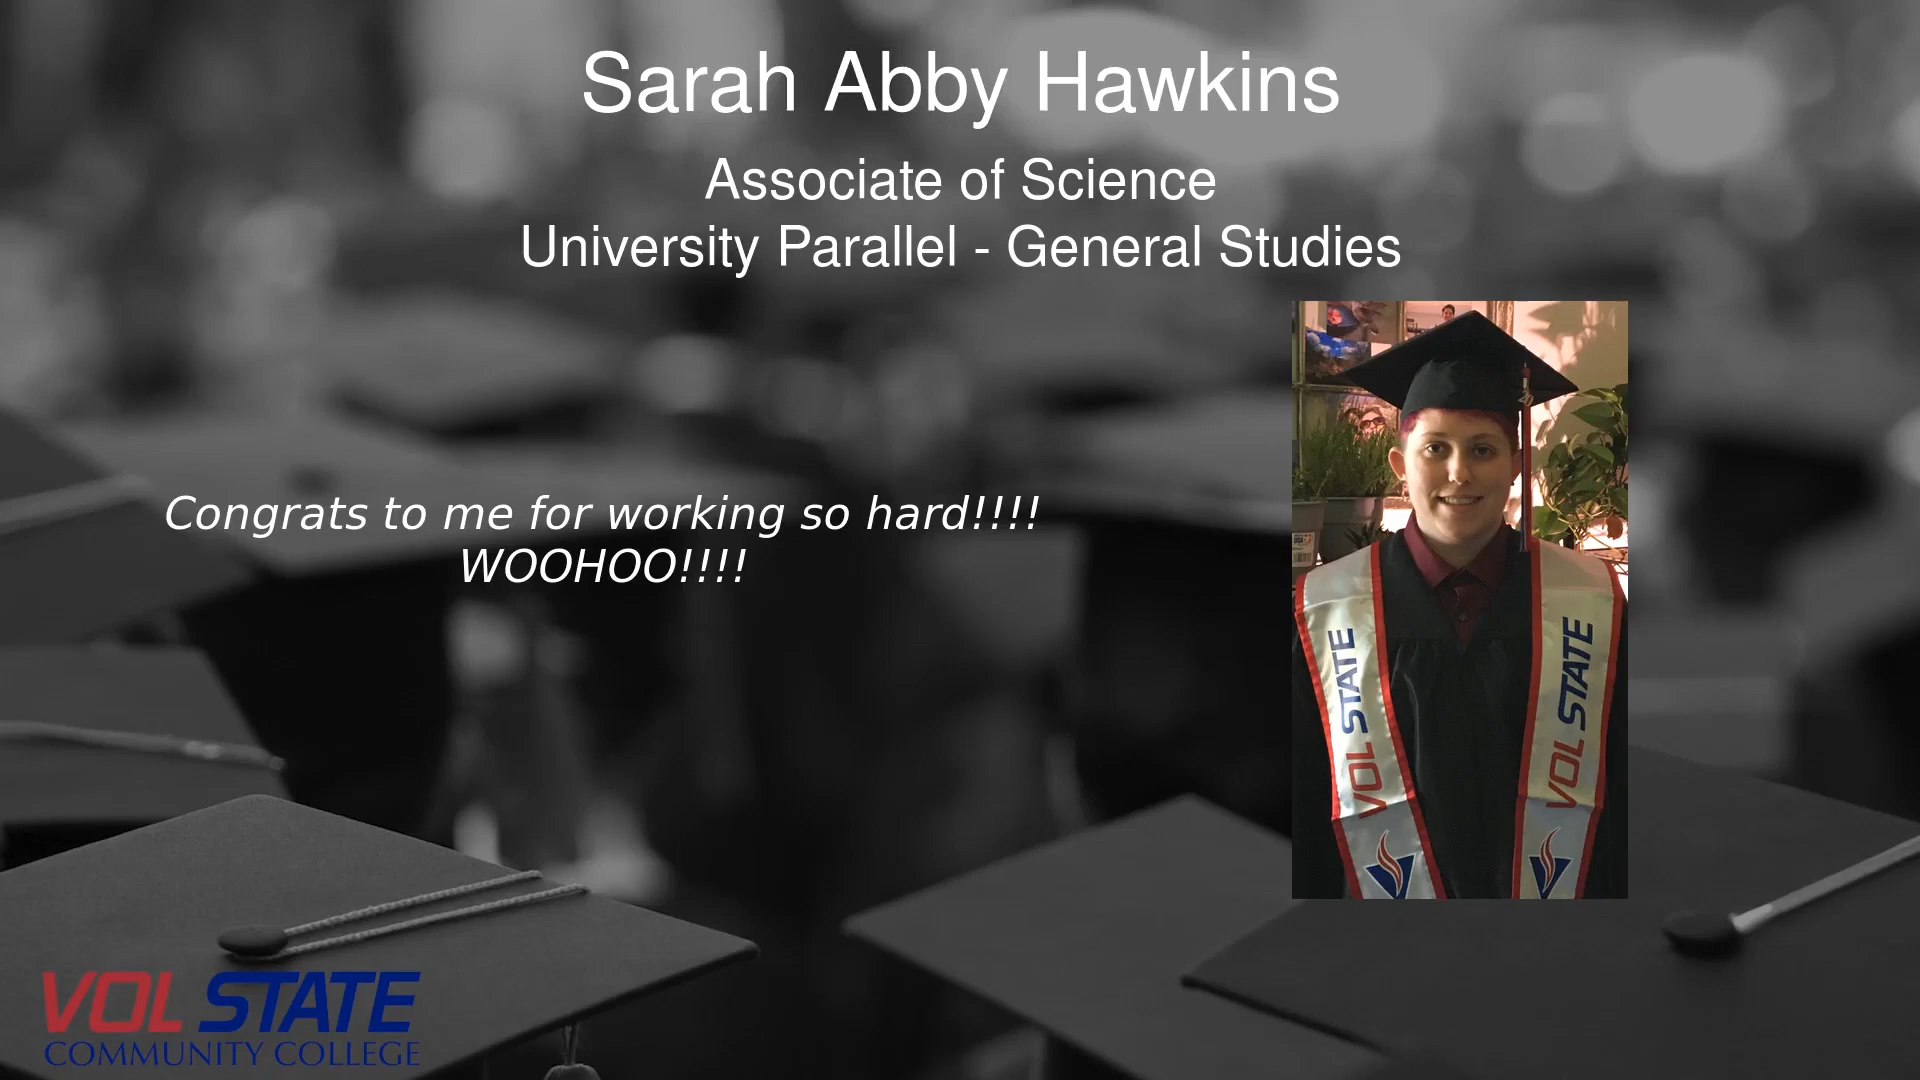 Sarah Abby Hawkins
Associate of Science
University Parallel - General Studies
Congrats to me for working so hard!!!!
WOOHOO!!!!
VOL STATE
VOL STATE
VOL STATE
COMMUNITY COLLEGE